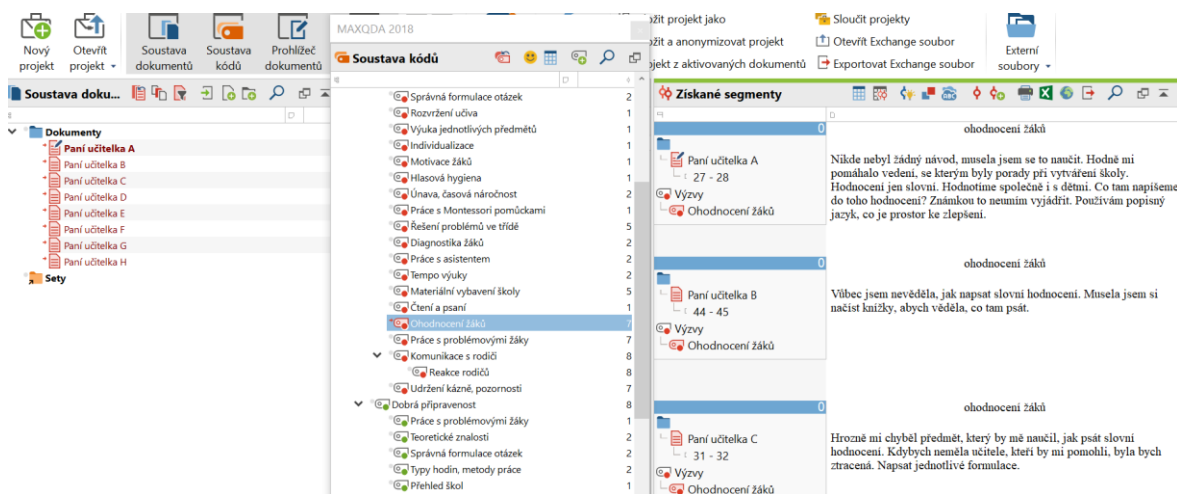 Nový projekt
Otevřít projekt
Soustava dokumentů
Soustava kódů
Prohlížeč dokumentů
MAXQDA 2018
žit projekt jako
žit a anonymizovat projekt
jekt z aktivovaných dokumentů
Sloučit projekty
Otevřít Exchange soubor
Exportovat Exchange soubor
Externí soubory
Soustava doku...
Dokumenty
Paní učitelka A
Paní učitelka B
Paní učitelka C
Paní učitelka D
Paní učitelka E
Paní učitelka F
Paní učitelka G
Paní učitelka H
Sety
Soustava kódů
Správná formulace otázek 2
Rozvržení učiva 1
Výuka jednotlivých předmětů 1
Individualizace 1
Motivace žáků 1
Hlasová hygiena 1
Únava, časová náročnost 2
Práce s Montessori pomůckami 1
Řešení problémů ve třídě 5
Diagnostika žáků 2
Práce s asistentem 2
Tempo výuky 2
Materiální vybavení školy 5
Čtení a psaní 1
Ohodnocení žáků 7
Práce s problémovými žáky 7
Komunikace s rodiči 8
Reakce rodičů 8
Udržení kázně, pozornosti 7
Dobrá připravenost 8
Práce s problémovými žáky 1
Teoretické znalosti 2
Správná formulace otázek 2
Typy hodin, metody práce 2
Přehled škol 1
Získané segmenty
0
Paní učitelka A
27 - 28
Výzvy
Ohodnocení žáků
ohodnocení žáků
Nikde nebyl žádný návod, musela jsem se to naučit. Hodně mi
pomáhalo vedení, se kterým byly porady při vytváření školy.
Hodnocení jen slovní. Hodnotíme společně i s dětmi. Co tam napíšeme
do toho hodnocení? Známkou to neumím vyjádřit. Používám popisný
jazyk, co je prostor ke zlepšení.
0
Paní učitelka B
44 - 45
Výzvy
Ohodnocení žáků
ohodnocení žáků
Vůbec jsem nevěděla, jak napsat slovní hodnocení. Musela jsem si
načíst knížky, abych věděla, co tam psát.
0
Paní učitelka C
31 - 32
Výzvy
Ohodnocení žáků
ohodnocení žáků
Hrozně mi chyběl předmět, který by mě naučil, jak psát slovní
hodnocení. Kdybych neměla učitele, kteří by mi pomohli, byla bych
ztracená. Napsat jednotlivé formulace.